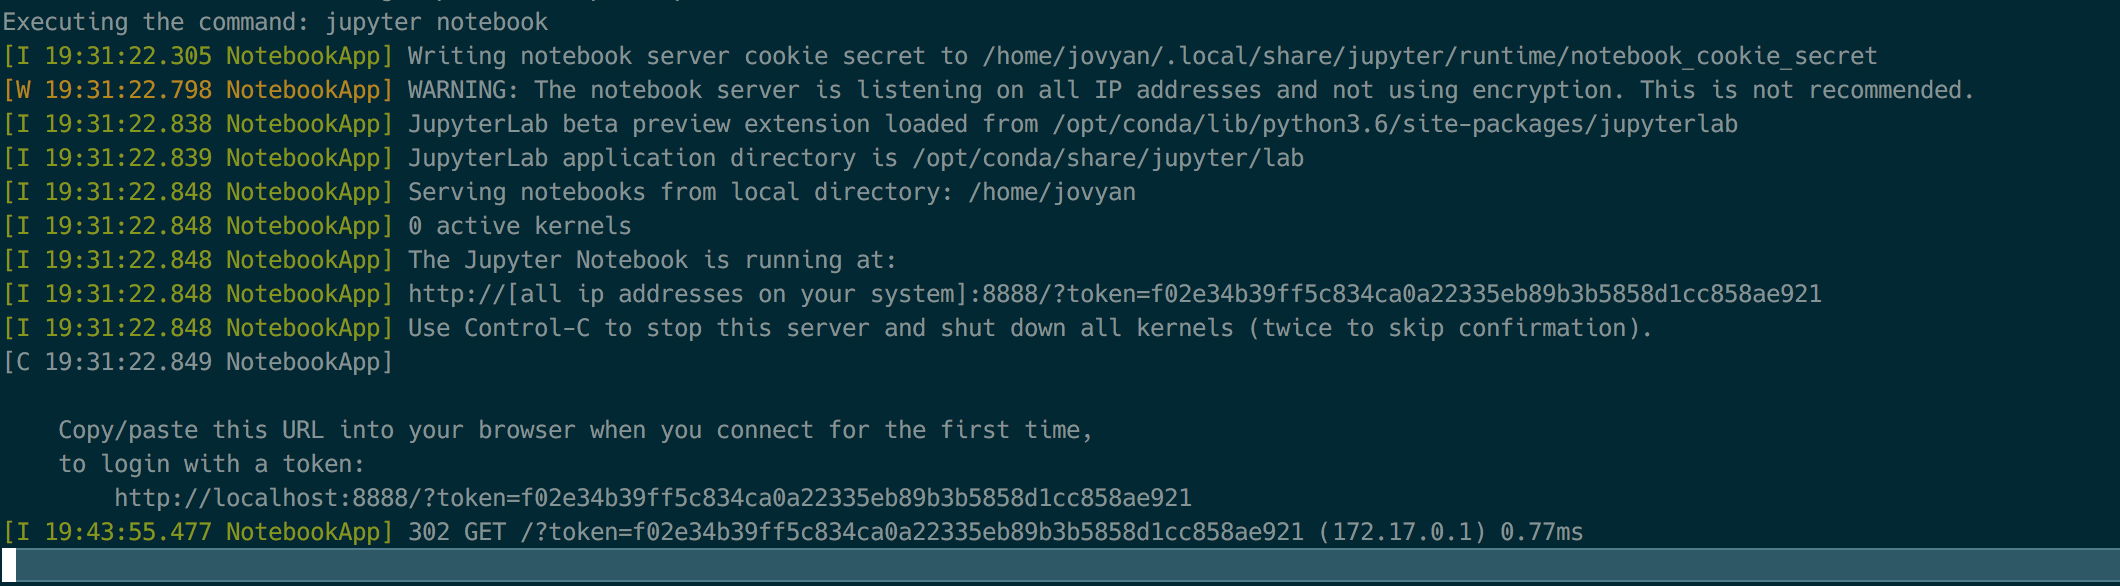 Executing the command: jupyter notebook
[I 19:31:22.305 NotebookApp] Writing notebook server cookie secret to /home/jovyan/.local/share/jupyter/runtime/notebook_cookie_secret
[W 19:31:22.798 NotebookApp] WARNING: The notebook server is listening on all IP addresses and not using encryption. This is not recommended.
[I 19:31:22.838 NotebookApp] JupyterLab beta preview extension loaded from /opt/conda/lib/python3.6/site-packages/jupyterlab
[I 19:31:22.839 NotebookApp] JupyterLab application directory is /opt/conda/share/jupyter/lab
[I 19:31:22.848 NotebookApp] Serving notebooks from local directory: /home/jovyan
[I 19:31:22.848 NotebookApp] 0 active kernels
[I 19:31:22.848 NotebookApp] The Jupyter Notebook is running at:
[I 19:31:22.848 NotebookApp] http://[all ip addresses on your system]:8888/?token=f02e34b39ff5c834ca0a22335eb89b3b5858d1cc858ae921
[I 19:31:22.848 NotebookApp] Use Control-C to stop this server and shut down all kernels (twice to skip confirmation).
[C 19:31:22.849 NotebookApp]
Copy/paste this URL into your browser when you connect for the first time,
to login with a token:
http://localhost:8888/?token=f02e34b39ff5c834ca0a22335eb89b3b5858d1cc858ae921
[I 19:43:55.477 NotebookApp] 302 GET /?token=f02e34b39ff5c834ca0a22335eb89b3b5858d1cc858ae921 (172.17.0.1) 0.77ms